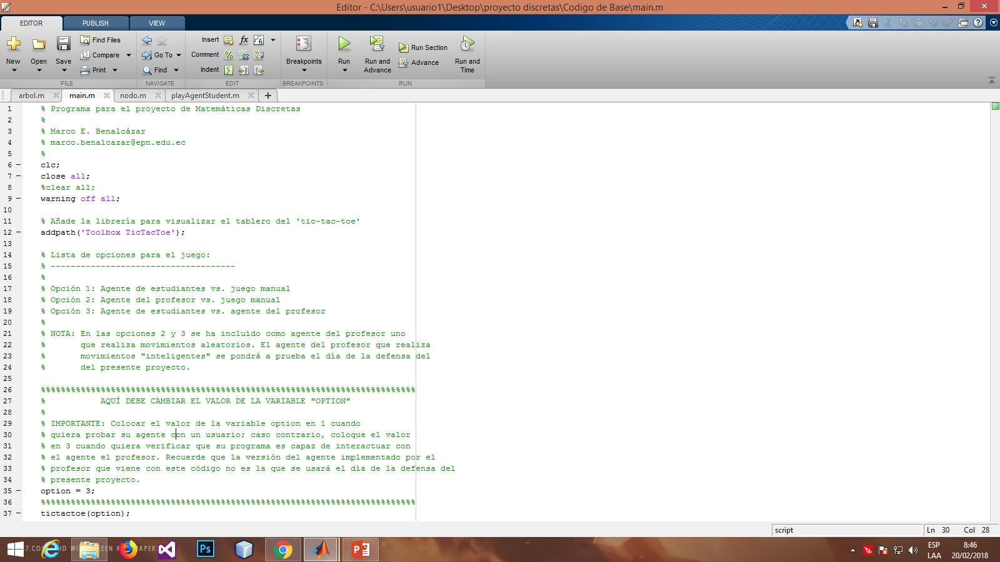 Editor - C:\Users\usuario1\Desktop\proyecto discretas\Codigo de Base\main.m
EDITOR PUBLISH VIEW
New Open Save Find Files Compare Print
Go To Find
Insert fx Comment Indent
Breakpoints
Run Run and Advance Run Section Advance Run and Time
FILE NAVIGATE EDIT BREAKPOINTS RUN
arbol.m main.m nodo.m playAgentStudent.m
1 % Programa para el proyecto de Matemáticas Discretas
2 %
3 % Marco E. Benalcázar
4 % marco.benalcazar@epn.edu.ec
5 %
6 clc;
7 close all;
8 %clear all;
9 warning off all;
10
11 % Añade la librería para visualizar el tablero del 'tic-tac-toe'
12 addpath('Toolbox TicTacToe');
13
14 % Lista de opciones para el juego:
15 % -------------------------------------
16 %
17 % Opción 1: Agente de estudiantes vs. juego manual
18 % Opción 2: Agente del profesor vs. juego manual
19 % Opción 3: Agente de estudiantes vs. agente del profesor
20 %
21 % NOTA: En las opciones 2 y 3 se ha incluído como agente del profesor uno
22 % que realiza movimientos aleatorios. El agente del profesor que realiza
23 % movimientos "inteligentes" se pondrá a prueba el día de la defensa del
24 % del presente proyecto.
25
26 %%%%%%%%%%%%%%%%%%%%%%%%%%%%%%%%%%%%%%%%%%%%%%%%%%%%%%%%%%%%%%%%%%%%%%%%%%%%%
27 % AQUÍ DEBE CAMBIAR EL VALOR DE LA VARIABLE "OPTION"
28 %
29 % IMPORTANTE: Colocar el valor de la variable option en 1 cuando
30 % quiera probar su agente con un usuario; caso contrario, coloque el valor
31 % en 3 cuando quiera verificar que su programa es capaz de interactuar con
32 % el agente el profesor. Recuerde que la versión del agente implementado por el
33 % profesor que viene con este código no es la que se usará el día de la defensa del
34 % presente proyecto.
35 option = 3;
36 %%%%%%%%%%%%%%%%%%%%%%%%%%%%%%%%%%%%%%%%%%%%%%%%%%%%%%%%%%%%%%%%%%%%%%%%%%%%%
37 tictactoe(option);
script Ln 30 Col 28
Ps
ESP 8:46
LAA 20/02/2018